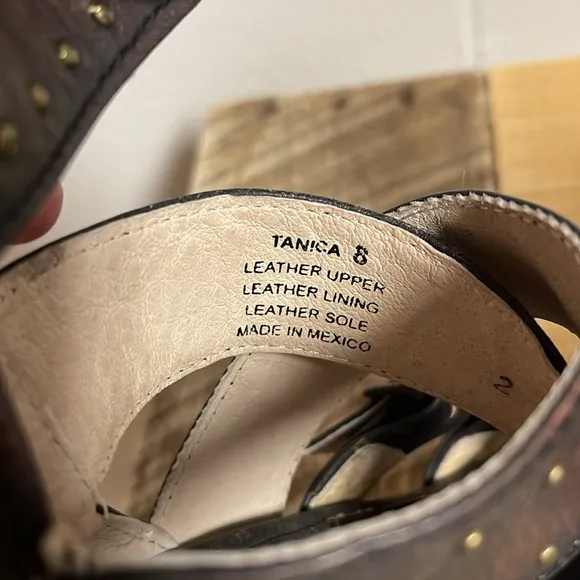 TANICA 8
LEATHER UPPER
LEATHER LINING
LEATHER SOLE
MADE IN MEXICO
2